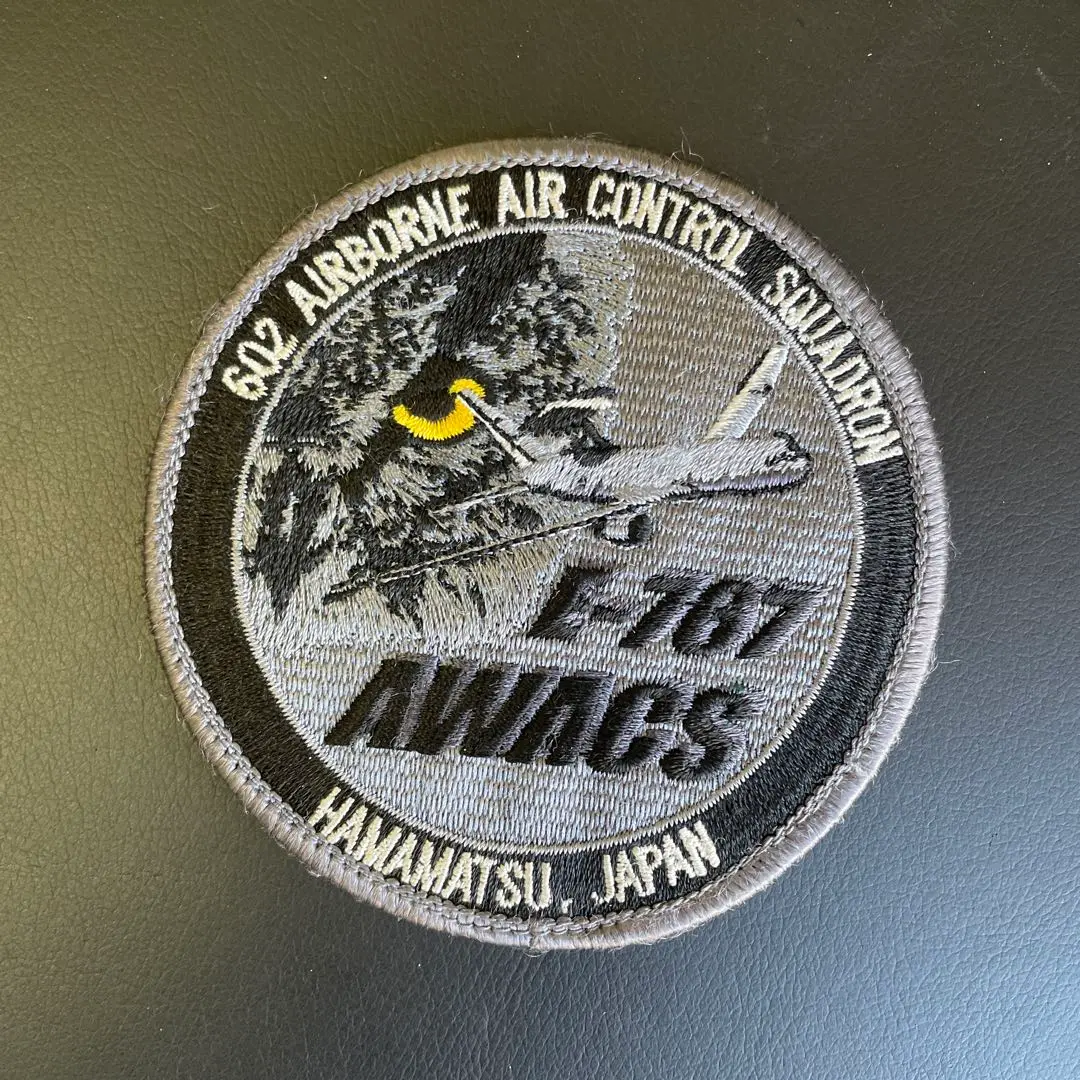 602 AIRBORNE AIR CONTROL SQUADRON
E-767
AWACS
HAMAMATSU, JAPAN